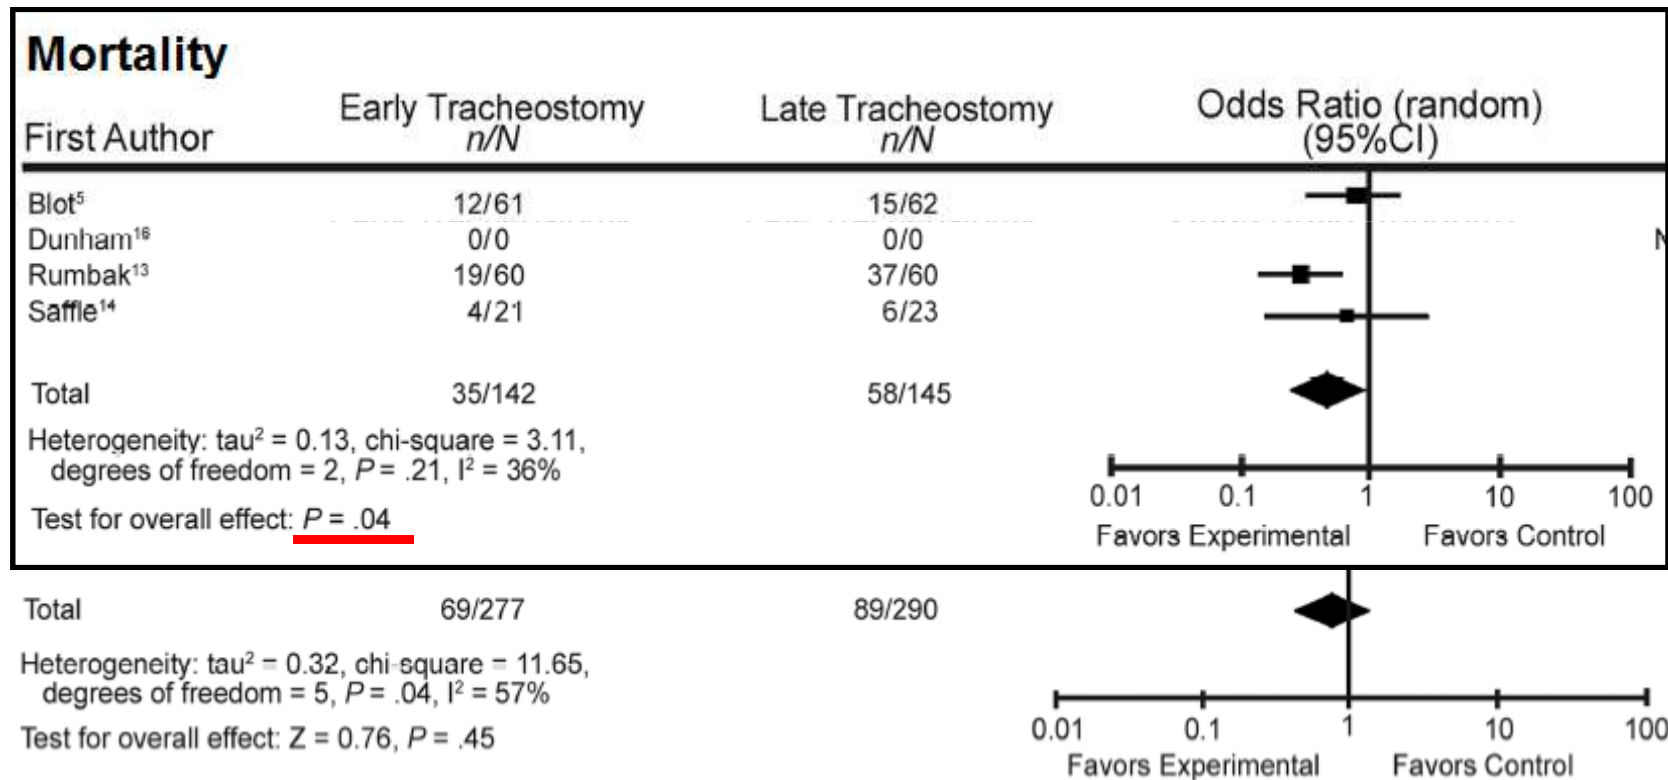 Mortality
First Author Early Tracheostomy n/N Late Tracheostomy n/N Odds Ratio (random) (95%CI)
Blot⁵ 12/61 15/62
Dunham¹⁶ 0/0 0/0 N
Rumbak¹³ 19/60 37/60
Saffle¹⁴ 4/21 6/23
Total 35/142 58/145
Heterogeneity: tau² = 0.13, chi-square = 3.11,
degrees of freedom = 2, P = .21, I² = 36%
Test for overall effect: P = .04
0.01 0.1 1 10 100
Favors Experimental Favors Control
Total 69/277 89/290
Heterogeneity: tau² = 0.32, chi-square = 11.65,
degrees of freedom = 5, P = .04, I² = 57%
Test for overall effect: Z = 0.76, P = .45
0.01 0.1 1 10 100
Favors Experimental Favors Control